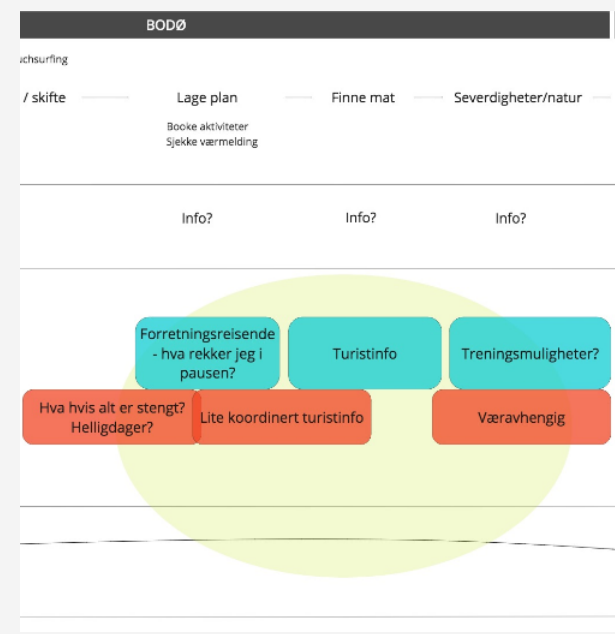 BODØ
uchsurfing
/ skifte
Lage plan
Finne mat
Severdigheter/natur
Booke aktiviteter
Sjekke værmelding
Info?
Info?
Info?
Forretningsreisende
- hva rekker jeg i
pausen?
Turistinfo
Treningsmuligheter?
Hva hvis alt er stengt?
Helligdager?
Lite koordinert turistinfo
Væravhengig